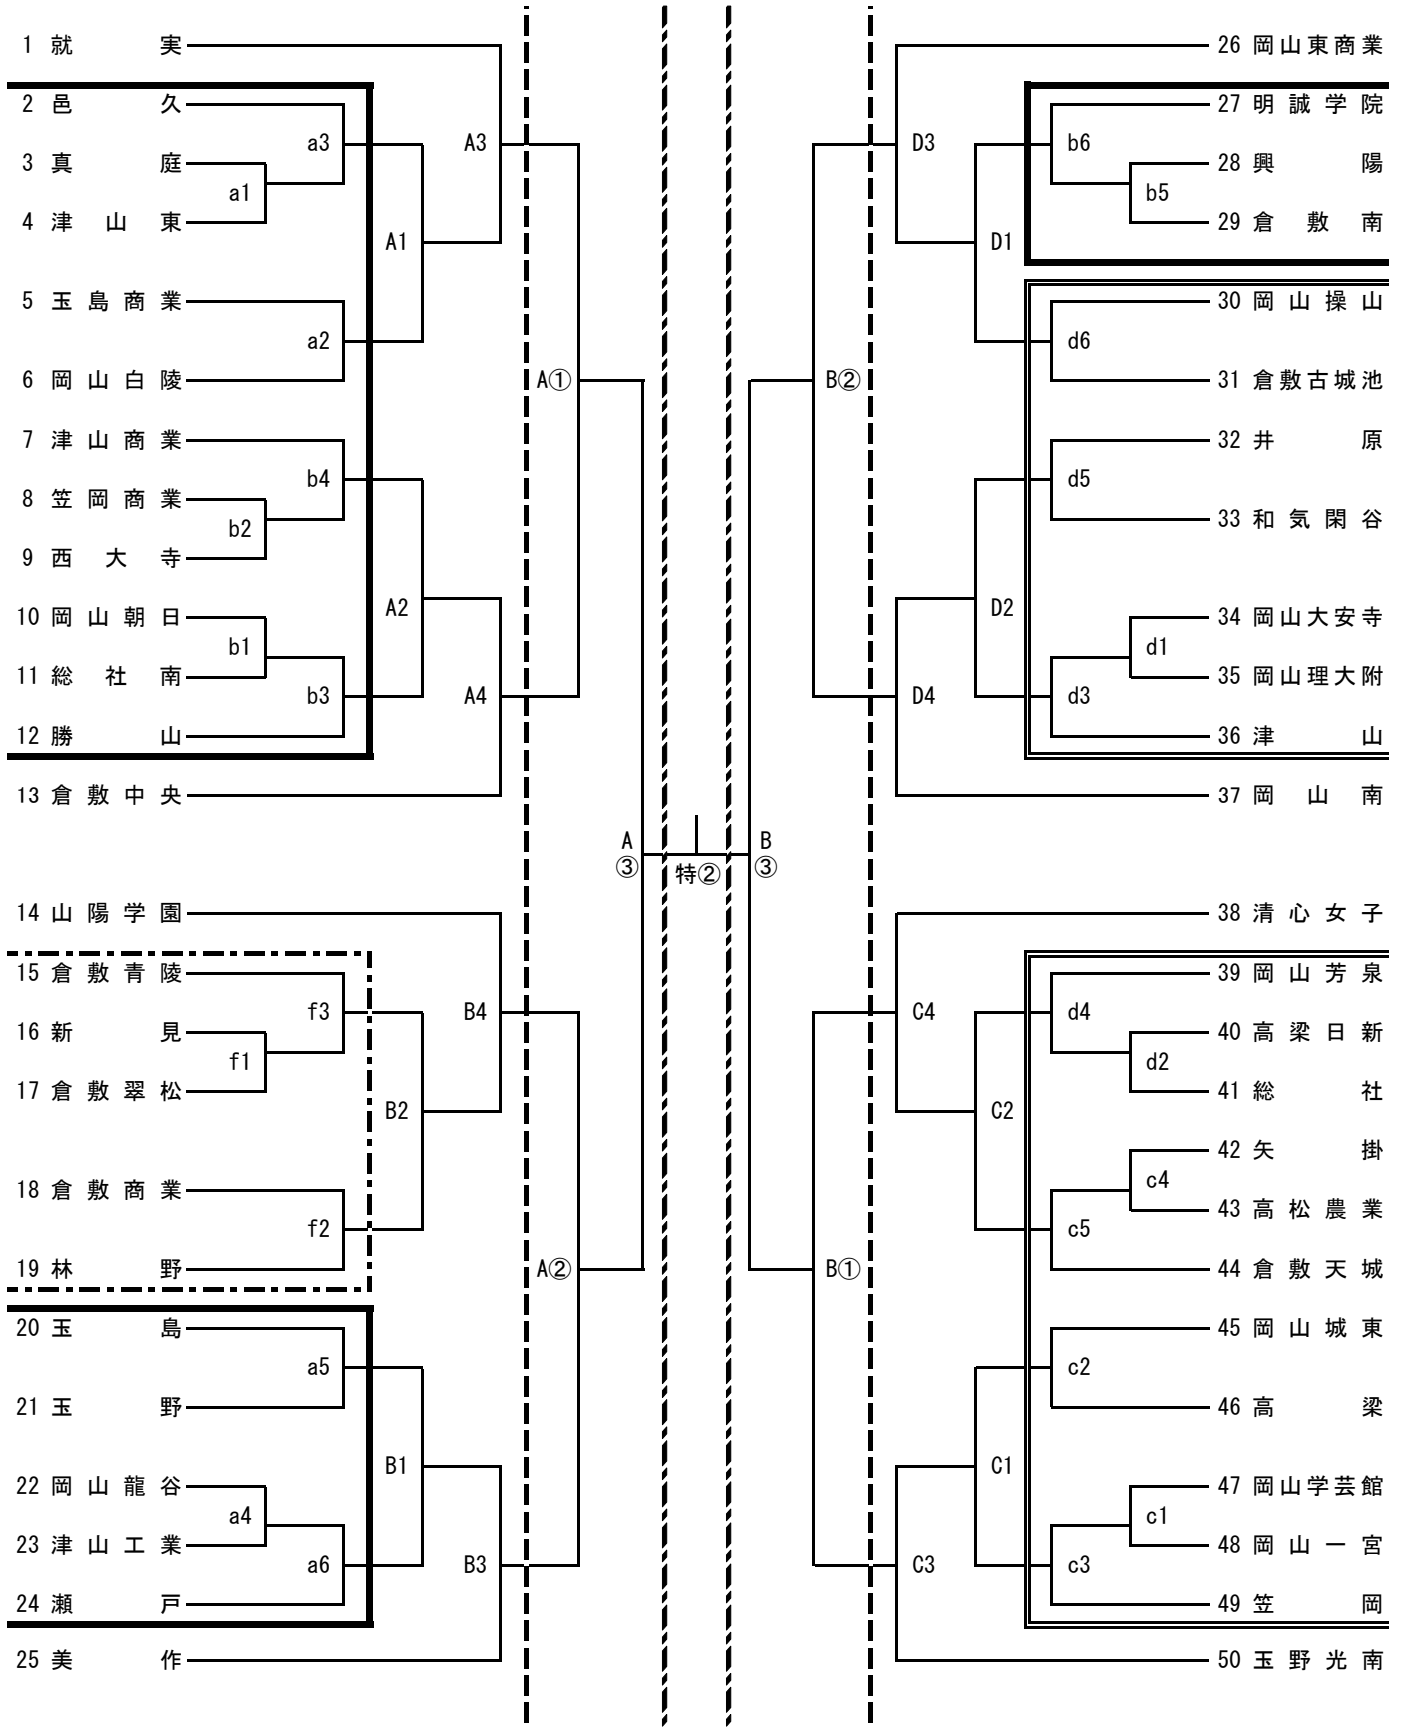 1 就実
2 邑久
a3
3 真庭
a1
4 津山東
A3
A1
5 玉島商業
a2
6 岡山白陵
A①
7 津山商業
b4
8 笠岡商業
b2
9 西大寺
A2
10 岡山朝日
b1
11 総社南
b3
A4
12 勝山
13 倉敷中央
A
③
14 山陽学園
15 倉敷青陵
f3
B4
16 新見
f1
17 倉敷翠松
B2
18 倉敷商業
f2
19 林野
A②
20 玉島
a5
21 玉野
B1
22 岡山龍谷
a4
23 津山工業
a6
B3
24 瀬戸
25 美作
特②
26 岡山東商業
27 明誠学院
D3
b6
28 興陽
b5
29 倉敷南
D1
30 岡山操山
d6
31 倉敷古城池
B②
32 井原
d5
33 和気閑谷
D2
34 岡山大安寺
d1
35 岡山理大附
d3
D4
36 津山
37 岡山南
B
③
38 清心女子
39 岡山芳泉
C4
d4
40 高梁日新
d2
41 総社
C2
42 矢掛
c4
43 高松農業
c5
44 倉敷天城
B①
45 岡山城東
c2
46 高梁
C1
47 岡山学芸館
c1
48 岡山一宮
C3
c3
49 笠岡
50 玉野光南